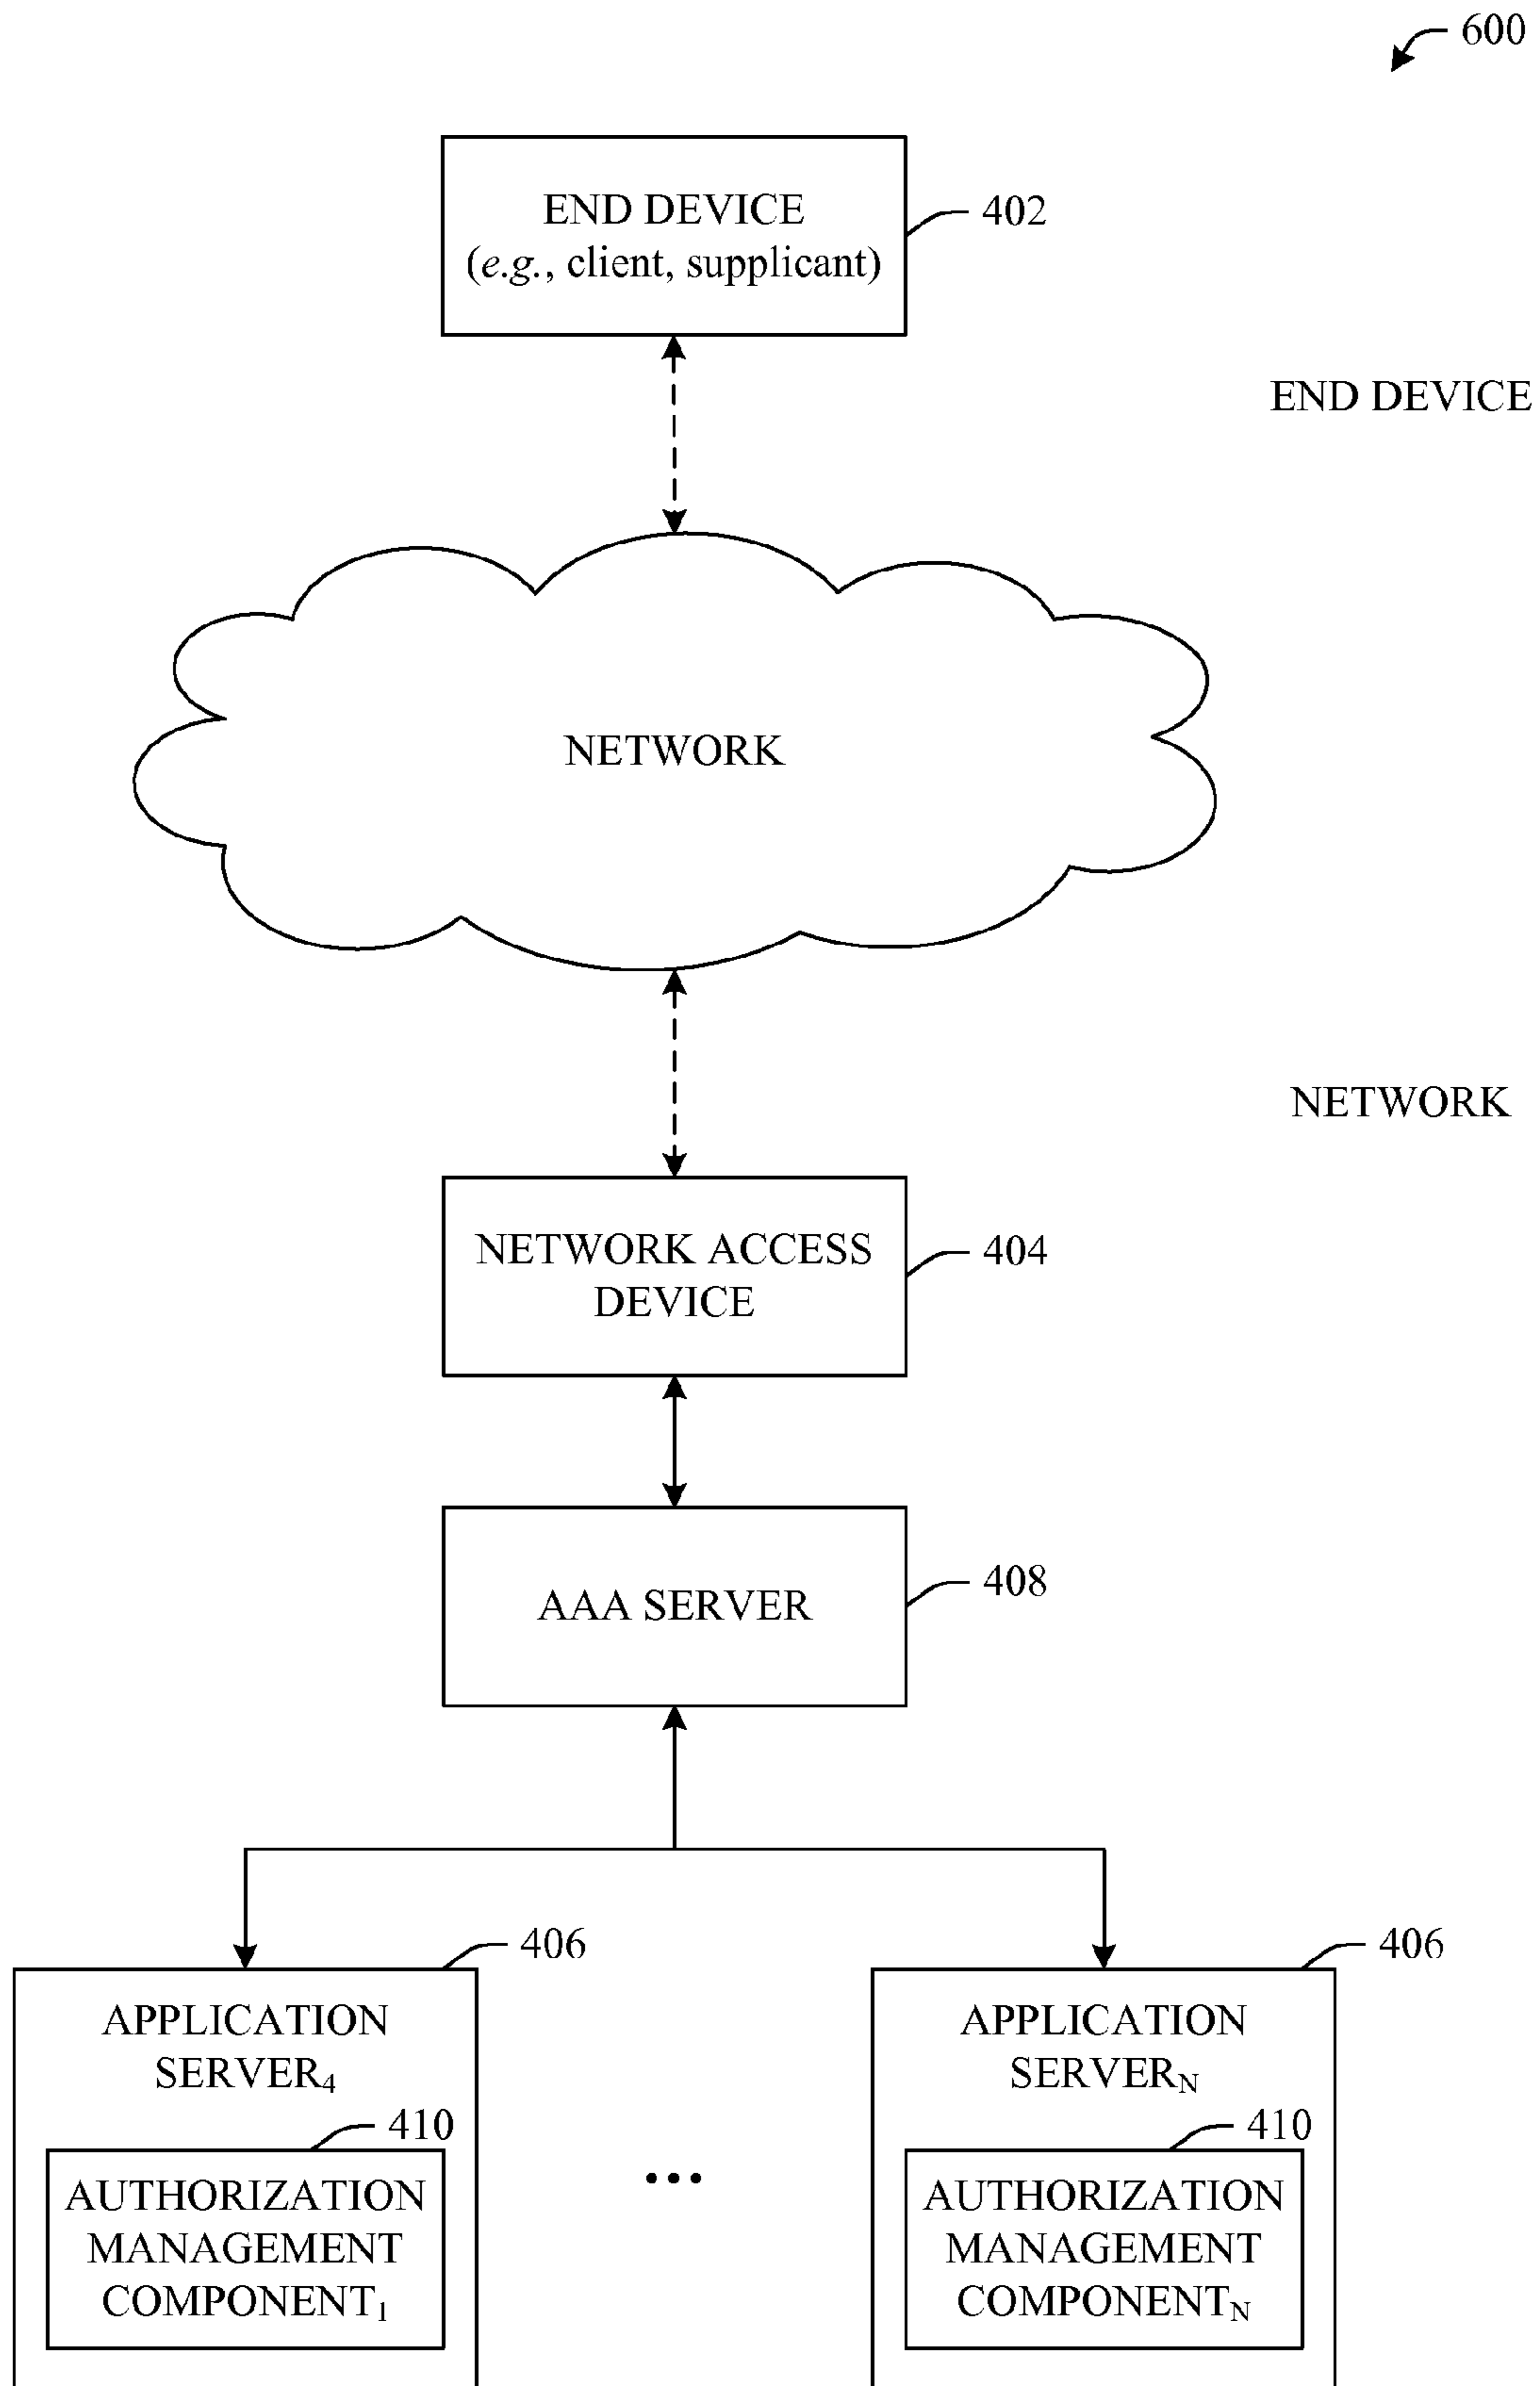 600
END DEVICE
(e.g., client, supplicant)
402
END DEVICE
NETWORK
NETWORK
NETWORK ACCESS
DEVICE
404
AAA SERVER
408
406
APPLICATION
SERVER4
410
AUTHORIZATION
MANAGEMENT
COMPONENT1
...
406
APPLICATION
SERVERN
410
AUTHORIZATION
MANAGEMENT
COMPONENTN